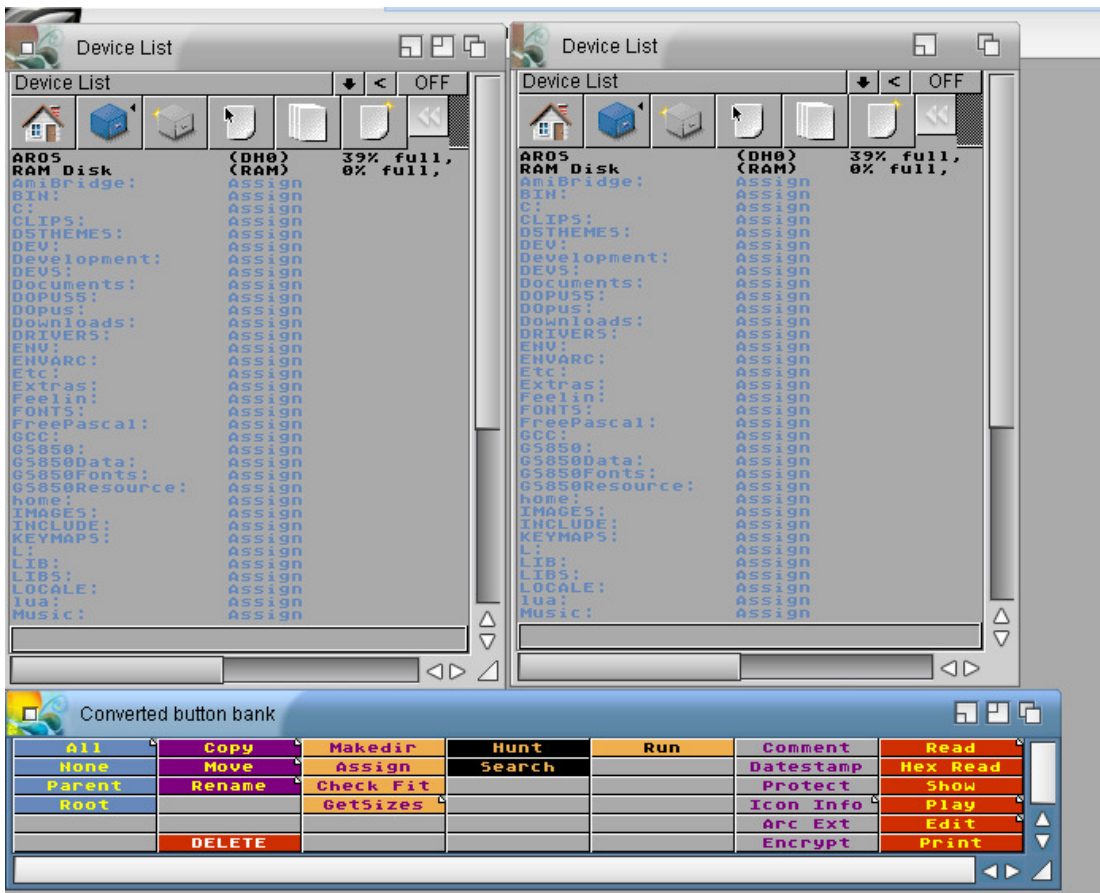 Device List
Device List OFF
AROS (DH0) 39% full,
RAM Disk (RAM) 0% full,
AmiBridge: Assign
BIN: Assign
C: Assign
CLIPS: Assign
D5THEMES: Assign
DEV: Assign
Development: Assign
DEVS: Assign
Documents: Assign
DOPUS5: Assign
DOpus: Assign
Downloads: Assign
DRIVERS: Assign
ENV: Assign
ENVARC: Assign
Etc: Assign
Extras: Assign
Feelin: Assign
FONTS: Assign
FreePascal: Assign
GCC: Assign
GS850: Assign
GS850Data: Assign
GS850Fonts: Assign
GS850Resource: Assign
home: Assign
IMAGES: Assign
INCLUDE: Assign
KEYMAPS: Assign
L: Assign
LIB: Assign
LIBS: Assign
LOCALE: Assign
lua: Assign
Music: Assign
Device List
Device List < OFF
AROS (DH0) 39% full,
RAM Disk (RAM) 0% full,
AmiBridge: Assign
BIN: Assign
C: Assign
CLIPS: Assign
D5THEMES: Assign
DEV: Assign
Development: Assign
DEVS: Assign
Documents: Assign
DOPUS5: Assign
DOpus: Assign
Downloads: Assign
DRIVERS: Assign
ENV: Assign
ENVARC: Assign
Etc: Assign
Extras: Assign
Feelin: Assign
FONTS: Assign
FreePascal: Assign
GCC: Assign
GS850: Assign
GS850Data: Assign
GS850Fonts: Assign
GS850Resource: Assign
home: Assign
IMAGES: Assign
INCLUDE: Assign
KEYMAPS: Assign
L: Assign
LIB: Assign
LIBS: Assign
LOCALE: Assign
lua: Assign
Music: Assign
Converted button bank
All Copy Makedir Hunt Run Comment Read
None Move Assign Search Datestamp Hex Read
Parent Rename Check Fit Protect Show
Root GetSizes Icon Info Play
Arc Ext Edit
DELETE Encrypt Print